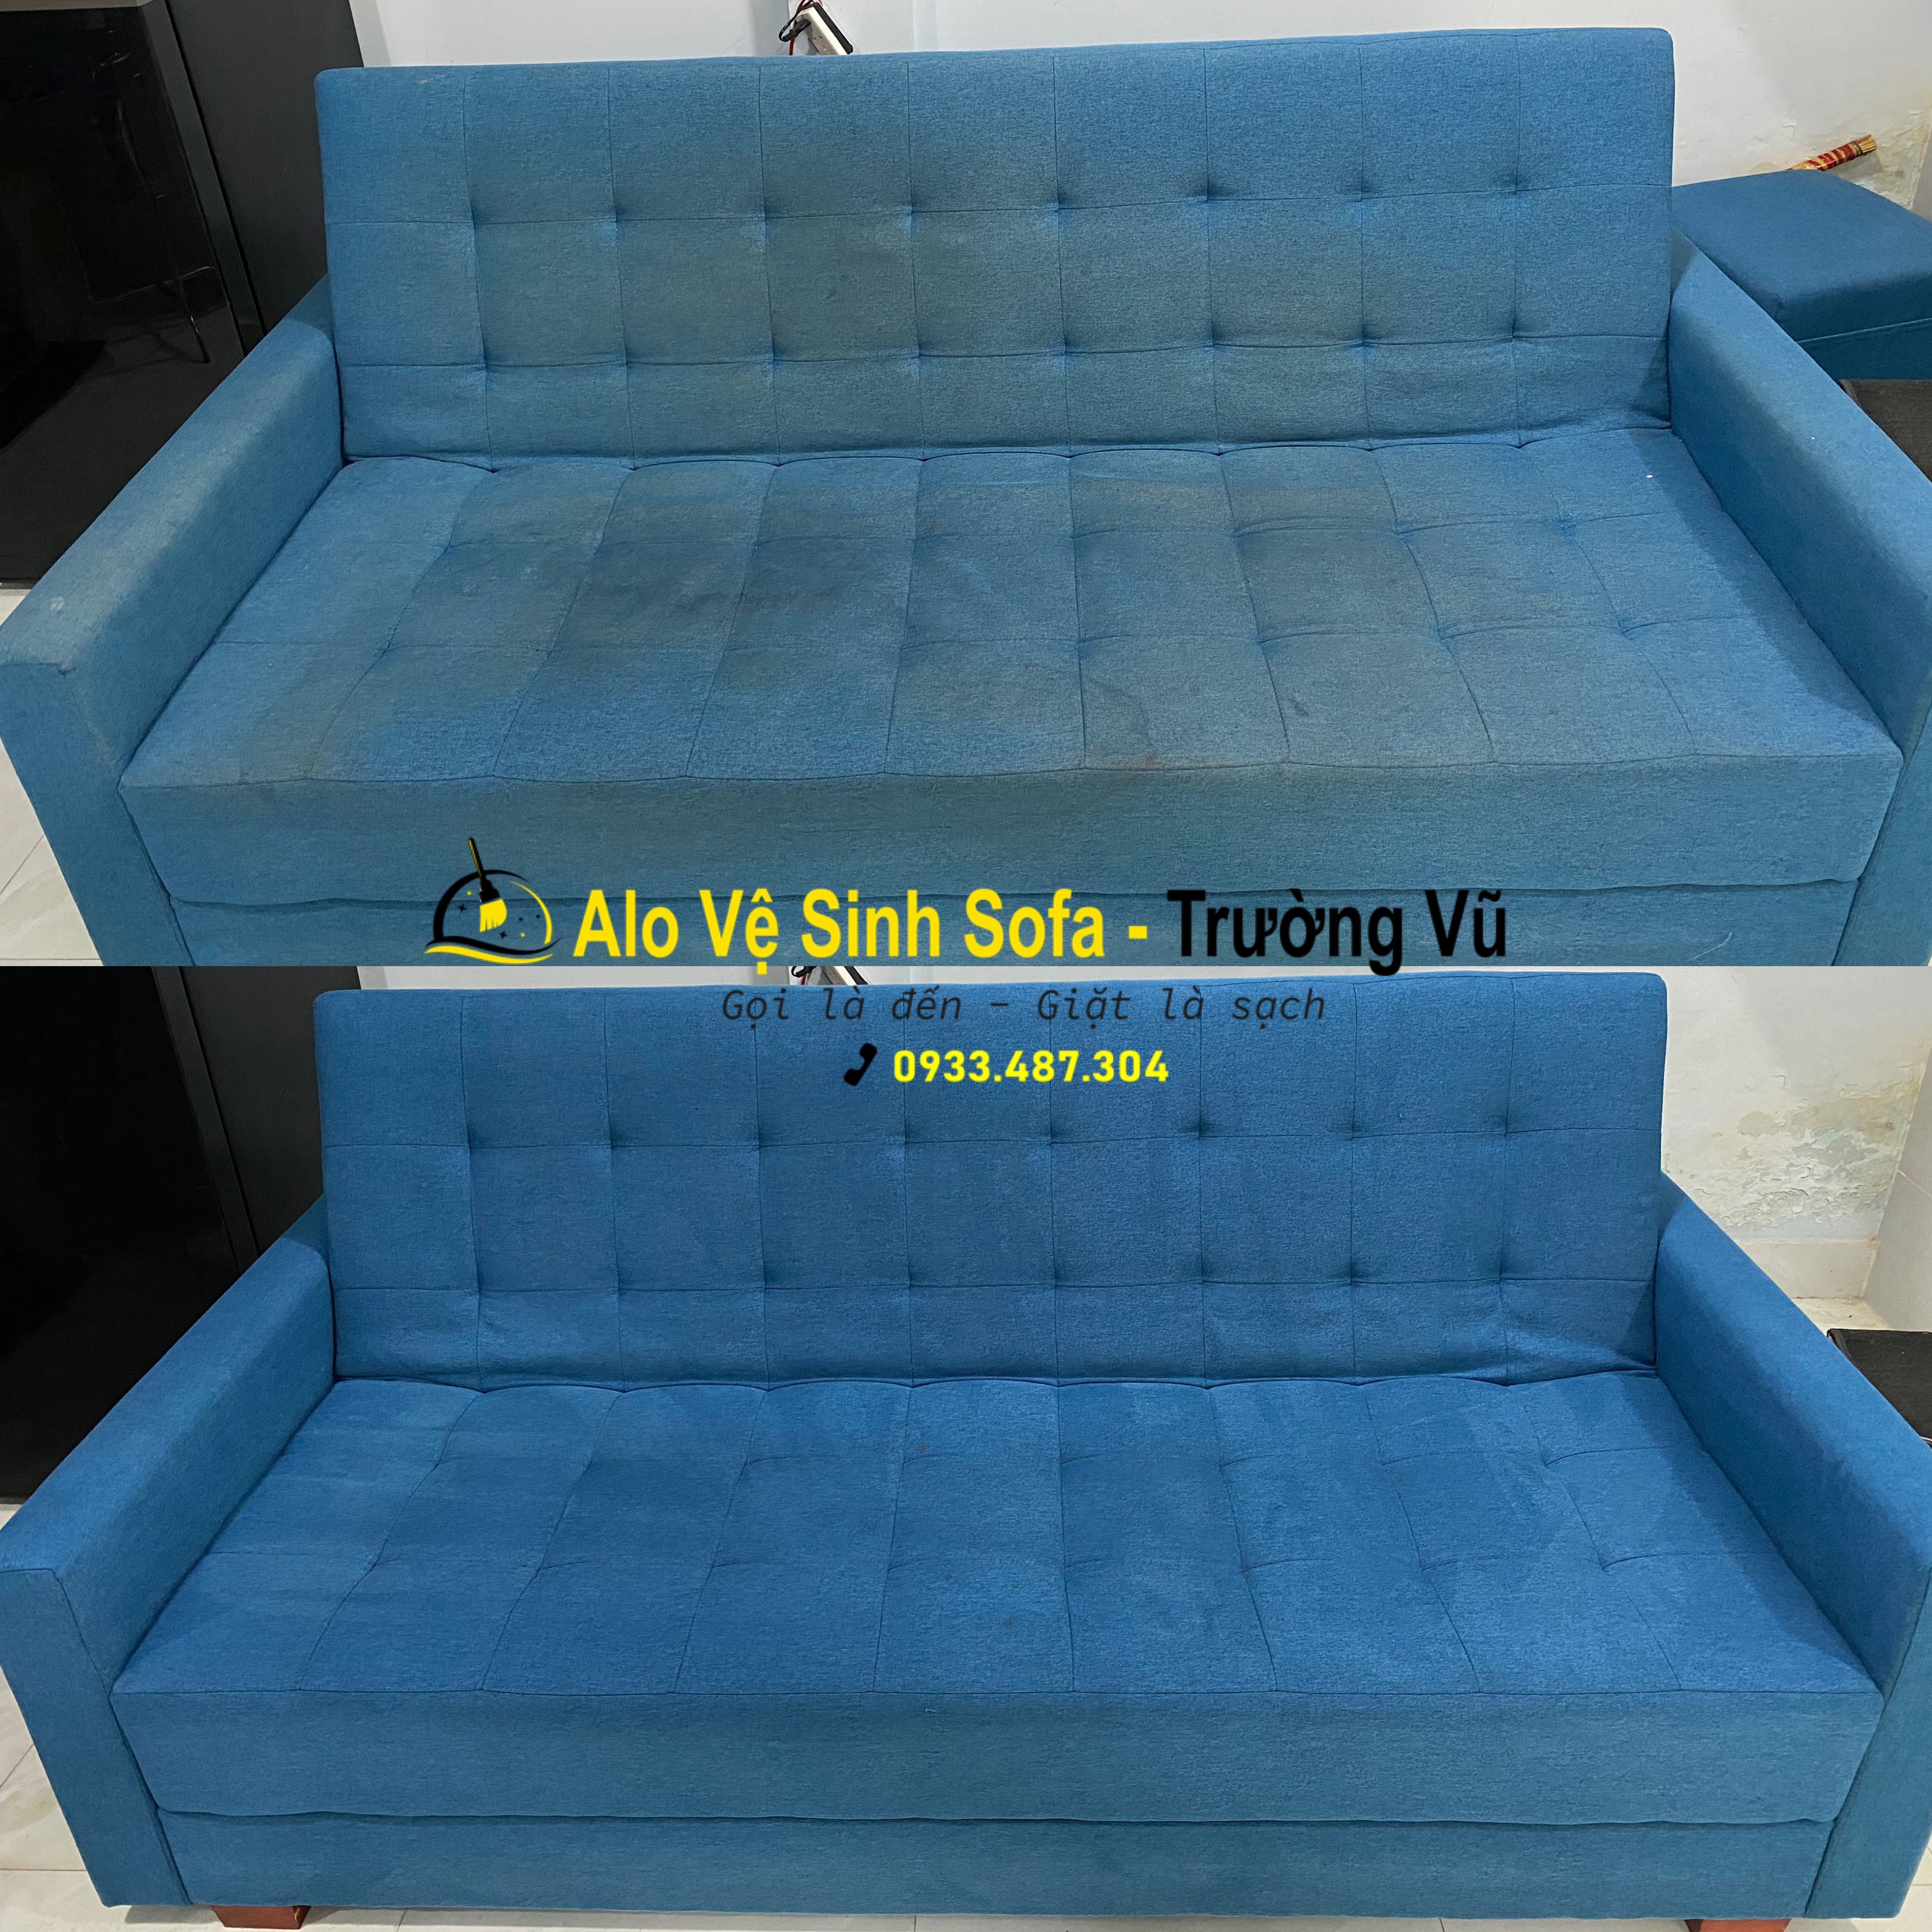 Alo Vệ Sinh Sofa - Trường Vũ
Gọi là đến - Giặt là sạch
0933.487.304